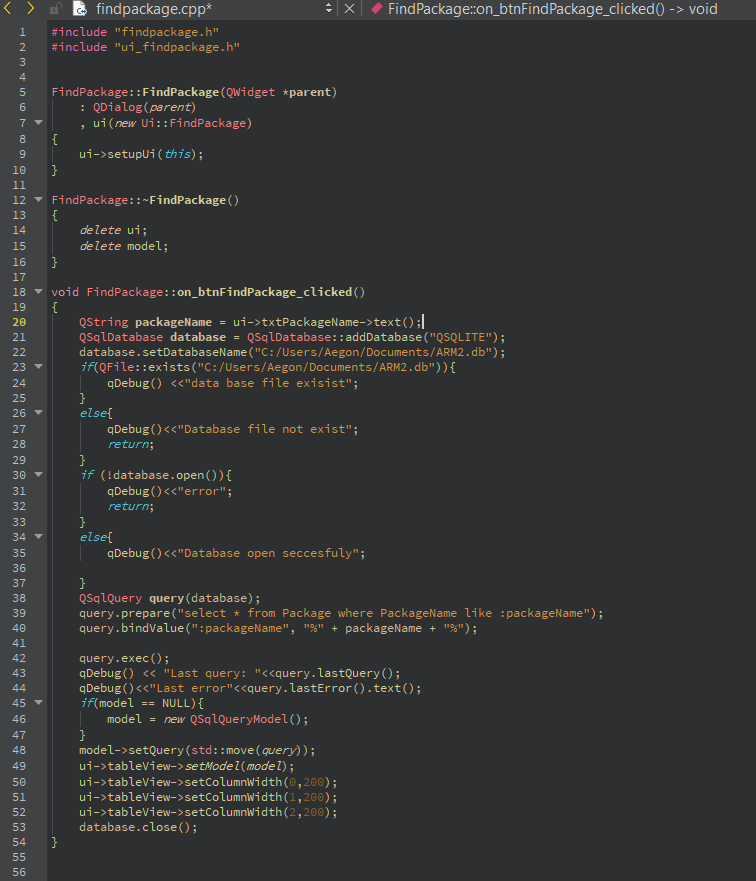 findpackage.cpp* FindPackage::on_btnFindPackage_clicked() -> void
1 #include "findpackage.h"
2 #include "ui_findpackage.h"
3
4
5 FindPackage::FindPackage(QWidget *parent)
6     : QDialog(parent)
7     , ui(new Ui::FindPackage)
8 {
9     ui->setupUi(this);
10 }
11
12 FindPackage::~FindPackage()
13 {
14     delete ui;
15     delete model;
16 }
17
18 void FindPackage::on_btnFindPackage_clicked()
19 {
20     QString packageName = ui->txtPackageName->text();
21     QSqlDatabase database = QSqlDatabase::addDatabase("QSQLITE");
22     database.setDatabaseName("C:/Users/Aegon/Documents/ARM2.db");
23     if(QFile::exists("C:/Users/Aegon/Documents/ARM2.db")){
24         qDebug() <<"data base file exisist";
25     }
26     else{
27         qDebug()<<"Database file not exist";
28         return;
29     }
30     if (!database.open()){
31         qDebug()<<"error";
32         return;
33     }
34     else{
35         qDebug()<<"Database open seccesfuly";
36
37     }
38     QSqlQuery query(database);
39     query.prepare("select * from Package where PackageName like :packageName");
40     query.bindValue(":packageName", "%" + packageName + "%");
41
42     query.exec();
43     qDebug() << "Last query: "<<query.lastQuery();
44     qDebug()<<"Last error"<<query.lastError().text();
45     if(model == NULL){
46         model = new QSqlQueryModel();
47     }
48     model->setQuery(std::move(query));
49     ui->tableView->setModel(model);
50     ui->tableView->setColumnWidth(0,200);
51     ui->tableView->setColumnWidth(1,200);
52     ui->tableView->setColumnWidth(2,200);
53     database.close();
54 }
55
56